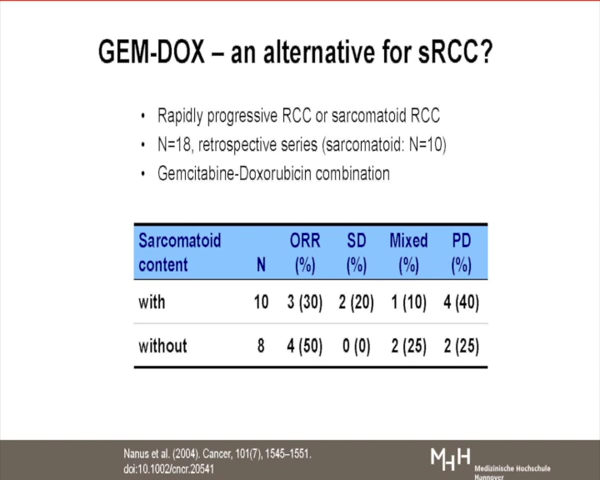 GEM-DOX – an alternative for sRCC?
• Rapidly progressive RCC or sarcomatoid RCC
• N=18, retrospective series (sarcomatoid: N=10)
• Gemcitabine-Doxorubicin combination
Sarcomatoid content N ORR (%) SD (%) Mixed (%) PD (%)
with 10 3 (30) 2 (20) 1 (10) 4 (40)
without 8 4 (50) 0 (0) 2 (25) 2 (25)
Nanus et al. (2004). Cancer, 101(7), 1545–1551.
doi:10.1002/cncr.20541
MHH
Medizinische Hochschule
Hannover